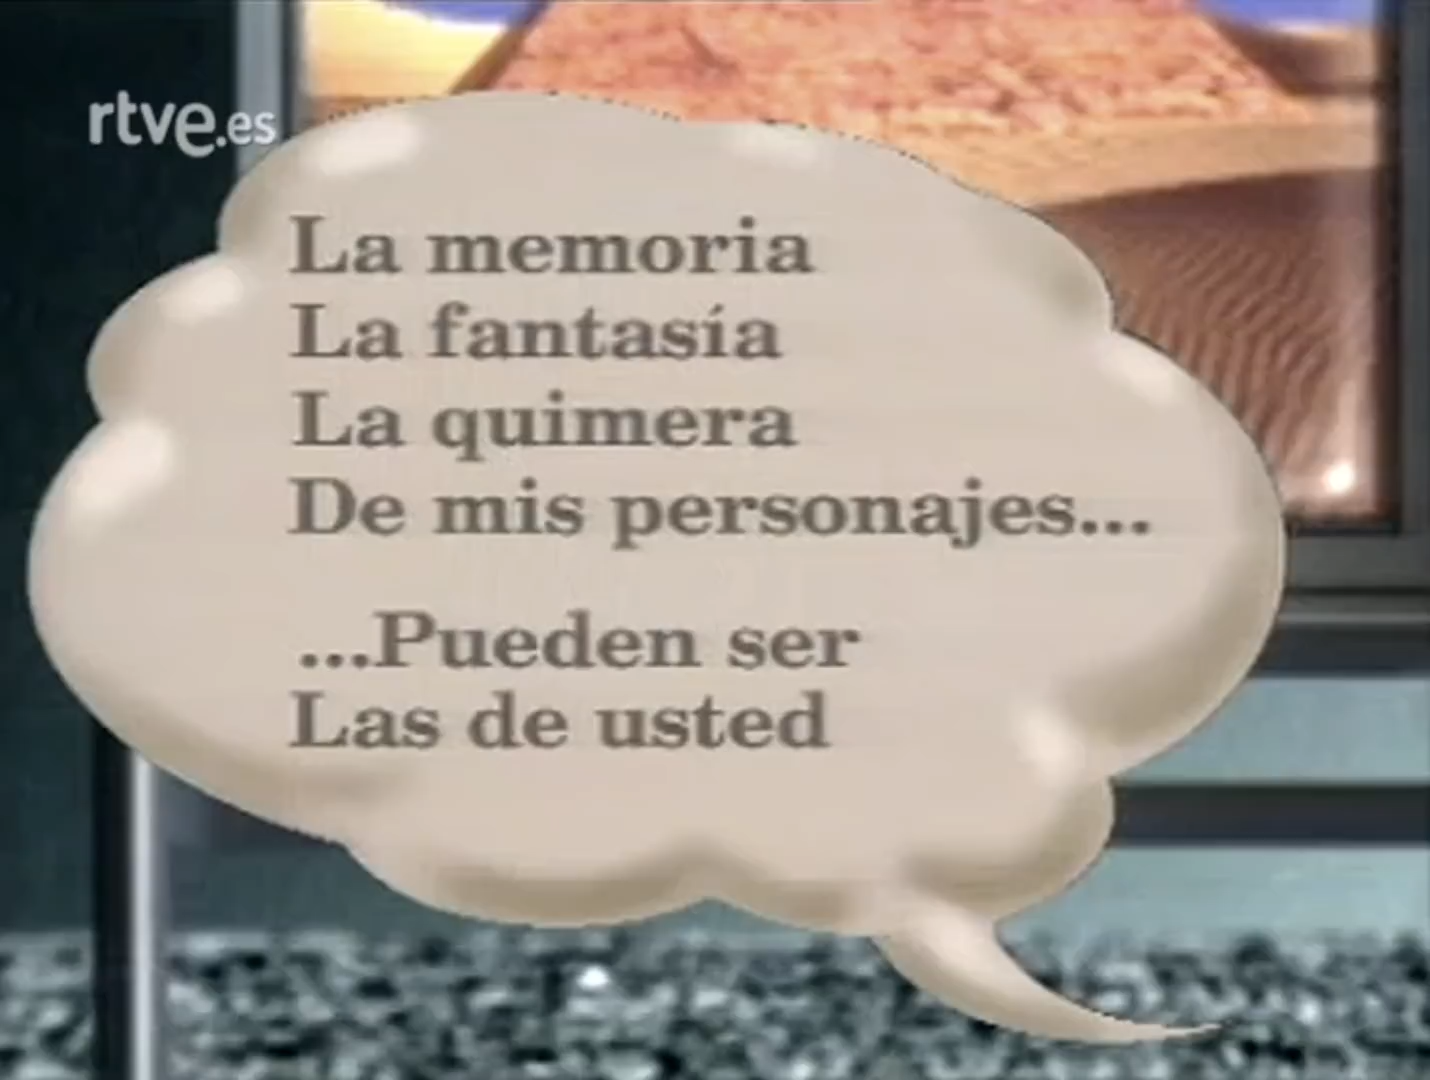 rtve.es
La memoria
La fantasía
La quimera
De mis personajes...
...Pueden ser
Las de usted